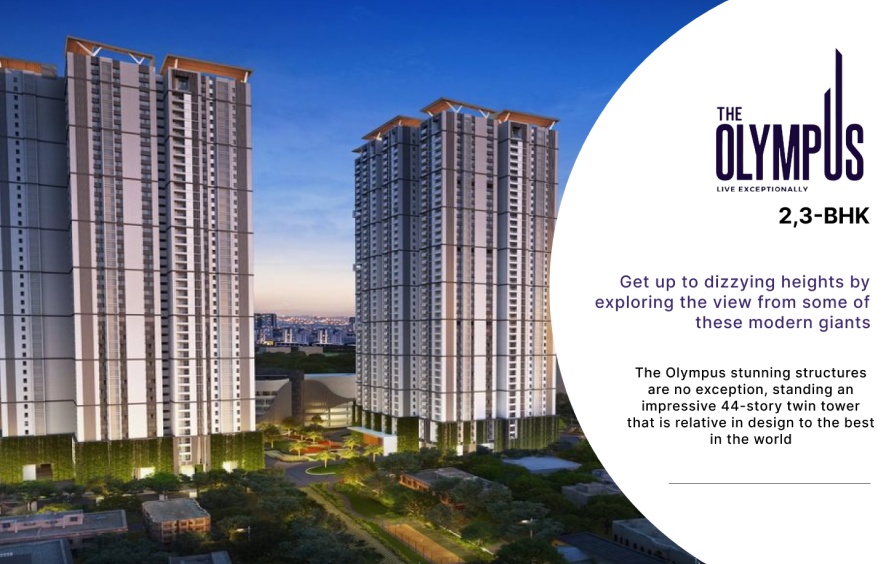 THE
OLYMPUS
LIVE EXCEPTIONALLY
2,3-BHK
Get up to dizzying heights by
exploring the view from some of
these modern giants
The Olympus stunning structures
are no exception, standing an
impressive 44-story twin tower
that is relative in design to the best
in the world